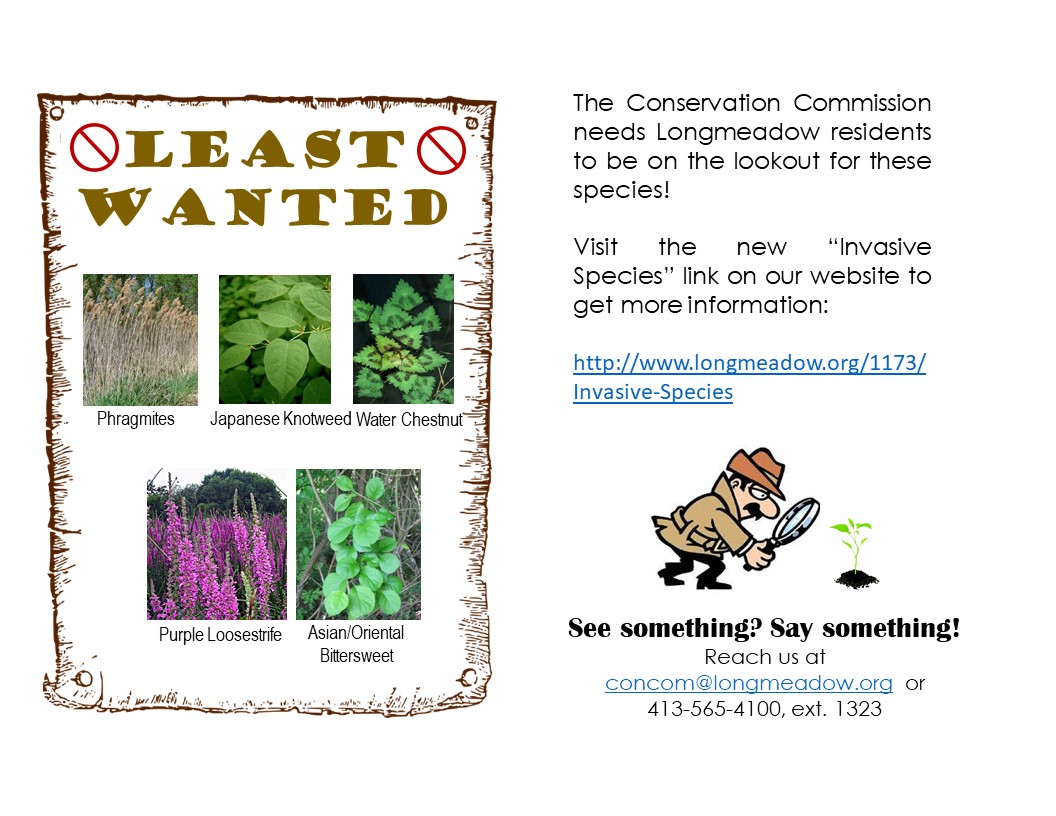 LEAST
WANTED
Phragmites
Japanese Knotweed
Water Chestnut
Purple Loosestrife
Asian/Oriental
Bittersweet
The Conservation Commission
needs Longmeadow residents
to be on the lookout for these
species!
Visit the new “Invasive
Species” link on our website to
get more information:
http://www.longmeadow.org/1173/
Invasive-Species
See something? Say something!
Reach us at
concom@longmeadow.org or
413-565-4100, ext. 1323